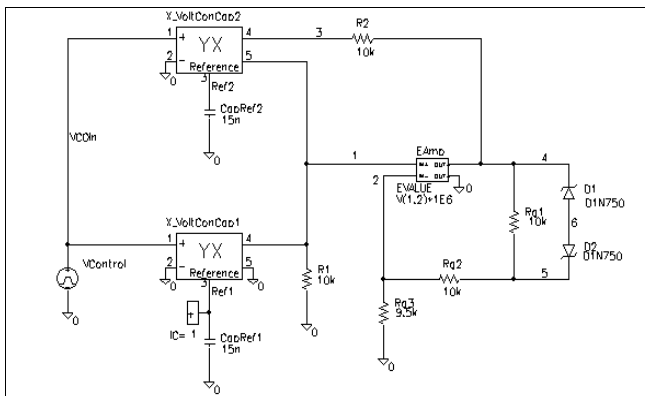 X_VoltConCap2
R2
1
+
YX
4
3
10k
2
-
5
Reference
0
3
Ref2
CapRef2
15n
0
VCOIn
1
EAmp
IN+ OUT+
IN- OUT-
4
2
0
EVALUE
V(1,2)*1E6
D1
D1N750
Rg1
10k
6
D2
D1N750
X_VoltConCap1
1
+
YX
4
2
-
5
Reference
0
0
3
Ref1
VControl
0
R1
10k
0
Rg2
10k
5
Rg3
9.5k
0
+
IC= 1
CapRef1
15n
0